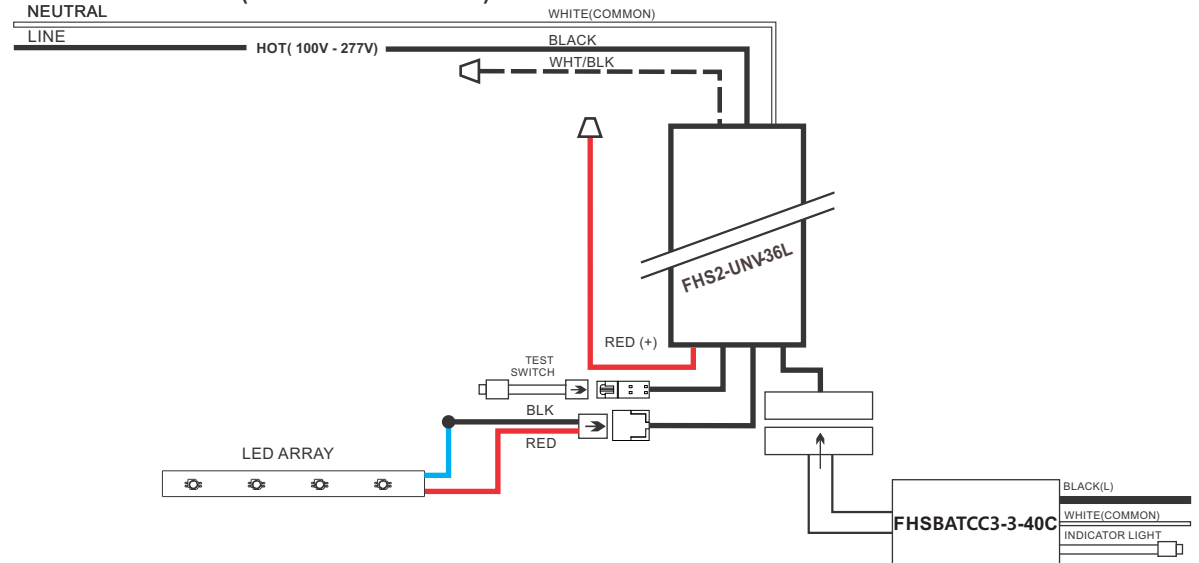 NEUTRAL
WHITE(COMMON)
LINE
HOT( 100V - 277V)
BLACK
WHT/BLK
FHS2-UNV-36L
RED (+)
TEST
SWITCH
BLK
RED
LED ARRAY
BLACK(L)
WHITE(COMMON)
FHSBATCC3-3-40C
INDICATOR LIGHT